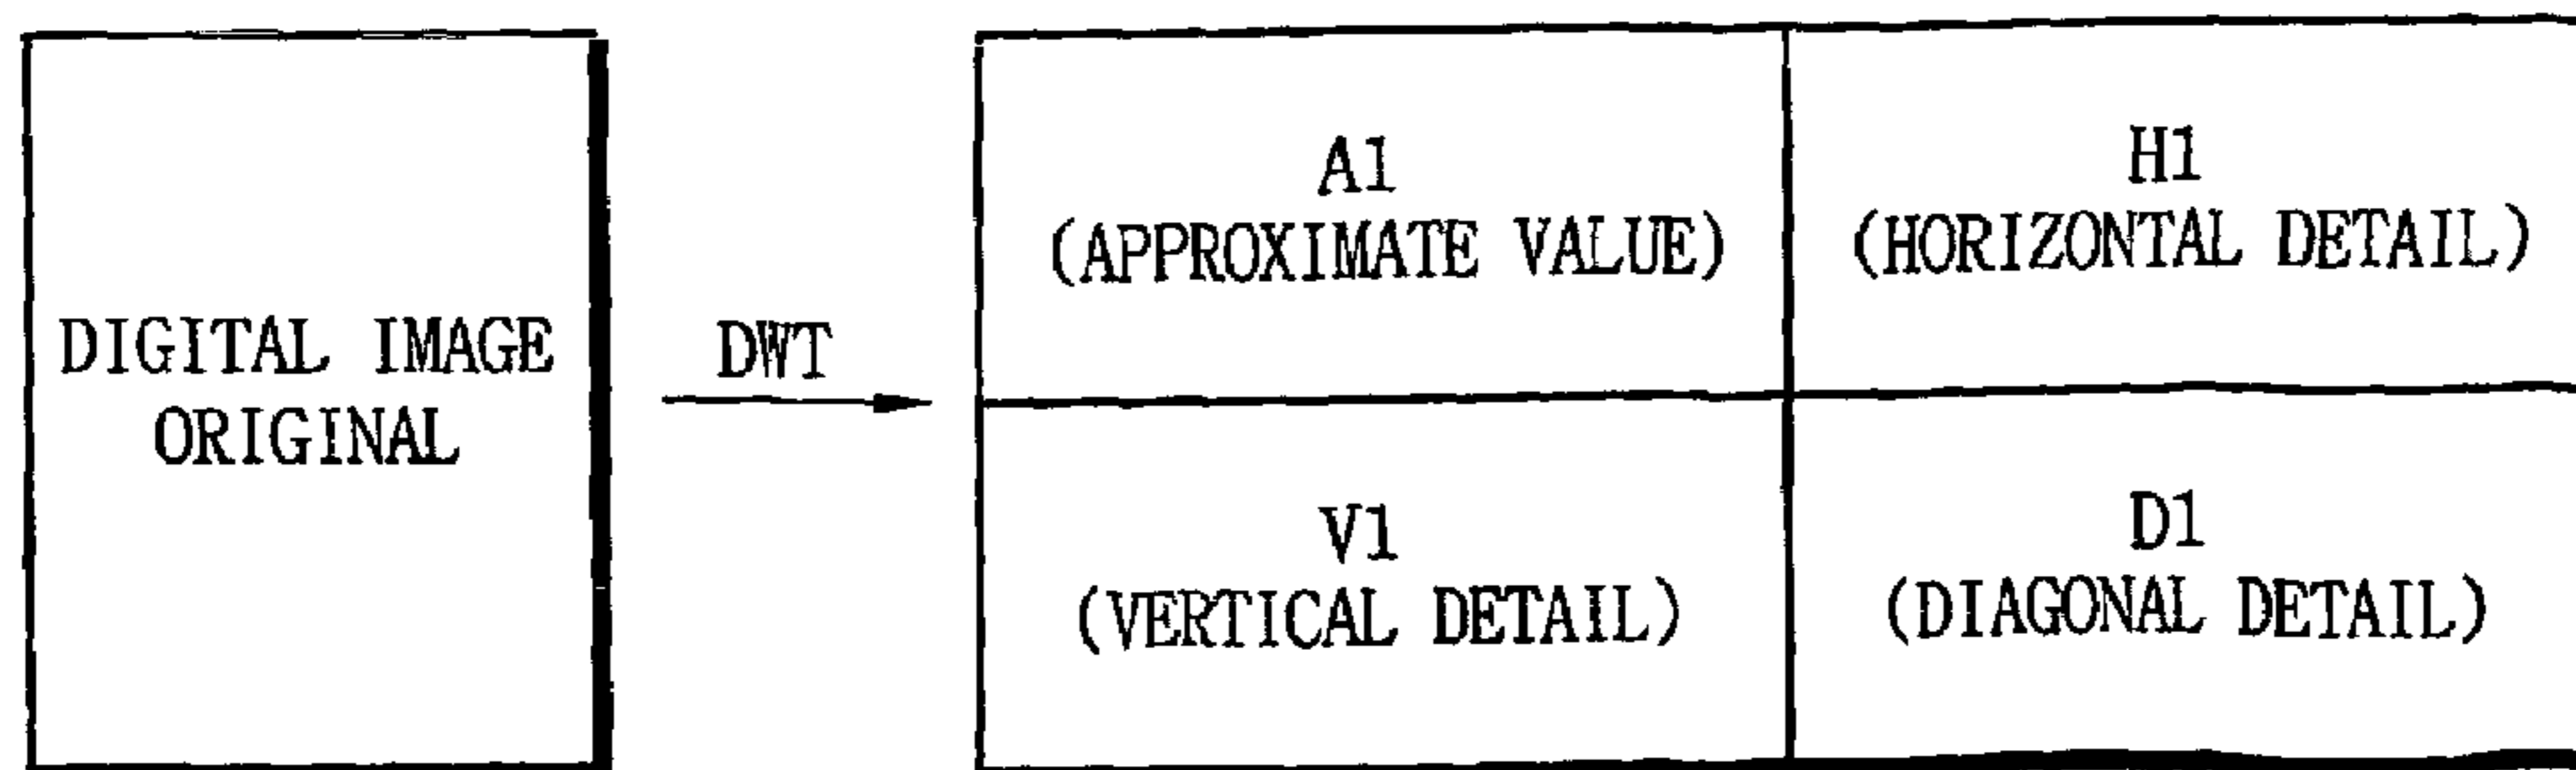 DIGITAL IMAGE
ORIGINAL
DWT
A1
(APPROXIMATE VALUE)
H1
(HORIZONTAL DETAIL)
V1
(VERTICAL DETAIL)
D1
(DIAGONAL DETAIL)